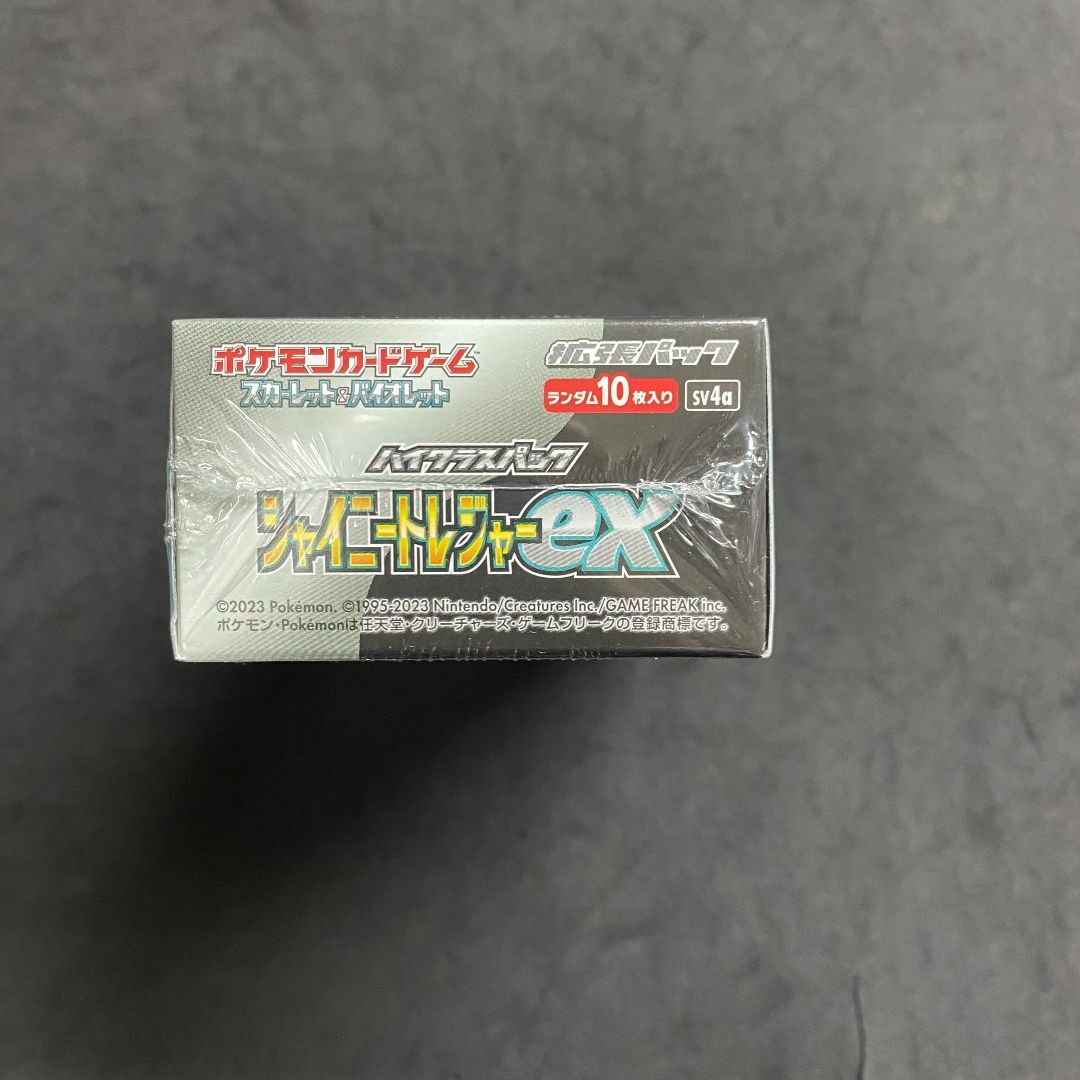 ポケモンカードゲーム™
スカーレット&バイオレット
拡張パック
ランダム10枚入り sv4a
ハイクラスパック
シャイニートレジャーex
©2023 Pokémon. ©1995-2023 Nintendo/Creatures Inc./GAME FREAK inc.
ポケモン・Pokémonは任天堂・クリーチャーズ・ゲームフリークの登録商標です。